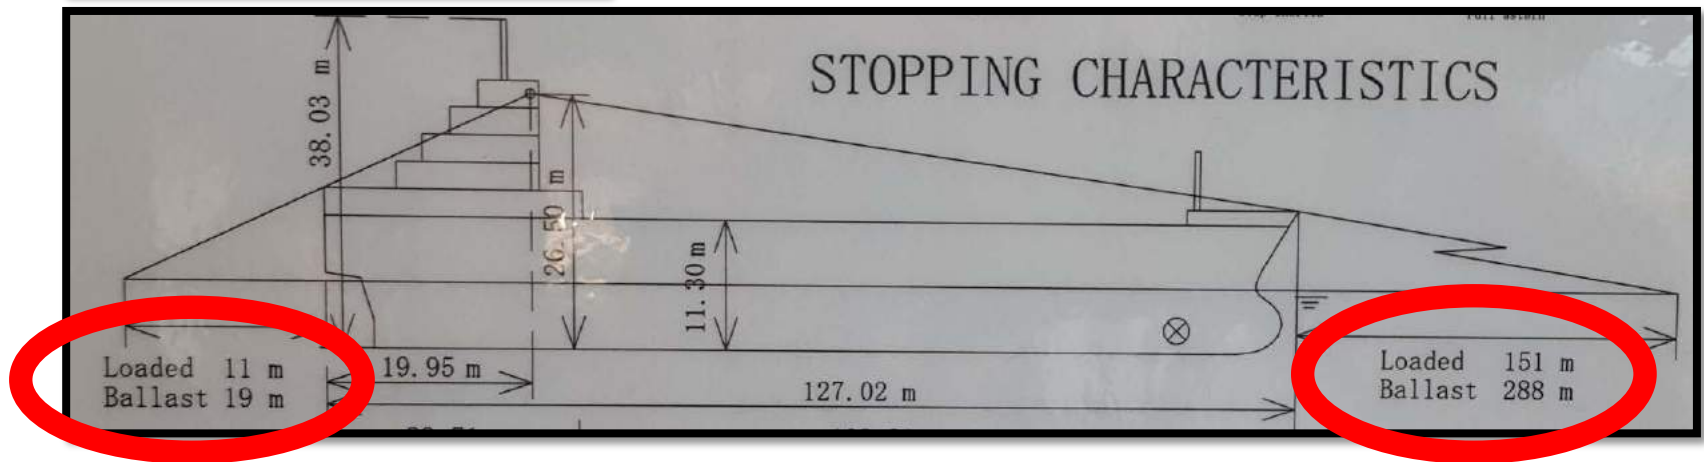 STOPPING CHARACTERISTICS
38.03 m
26.50 m
11.30 m
Loaded 11 m
Ballast 19 m
19.95 m
127.02 m
Loaded 151 m
Ballast 288 m